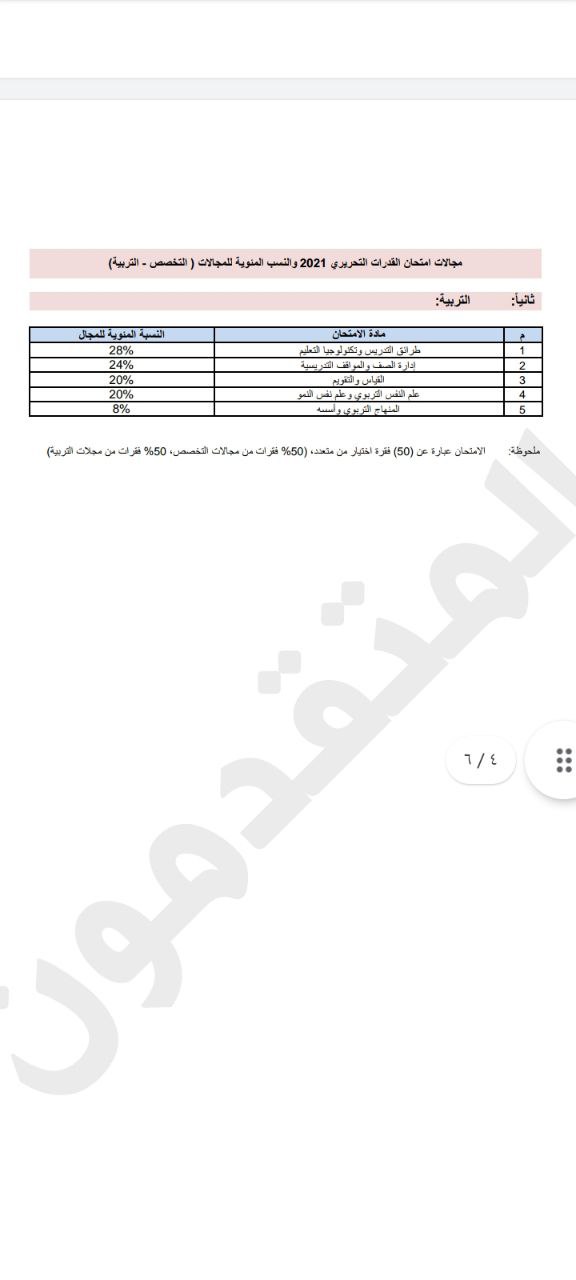 مجالات امتحان القدرات التحريري 2021 والنسب المئوية للمجالات ( التخصص - التربية)
ثانياً: التربية:
م مادة الامتحان النسبة المئوية للمجال
1 طرائق التدريس وتكنولوجيا التعليم 28%
2 إدارة الصف والمواقف التدريسية 24%
3 القياس والتقويم 20%
4 علم النفس التربوي وعلم نفس النمو 20%
5 المنهاج التربوي وأسسه 8%
ملحوظة: الامتحان عبارة عن (50) فقرة اختيار من متعدد، (50% فقرات من مجالات التخصص، 50% فقرات من مجلات التربية)
المتقدمون
٤ / ٦